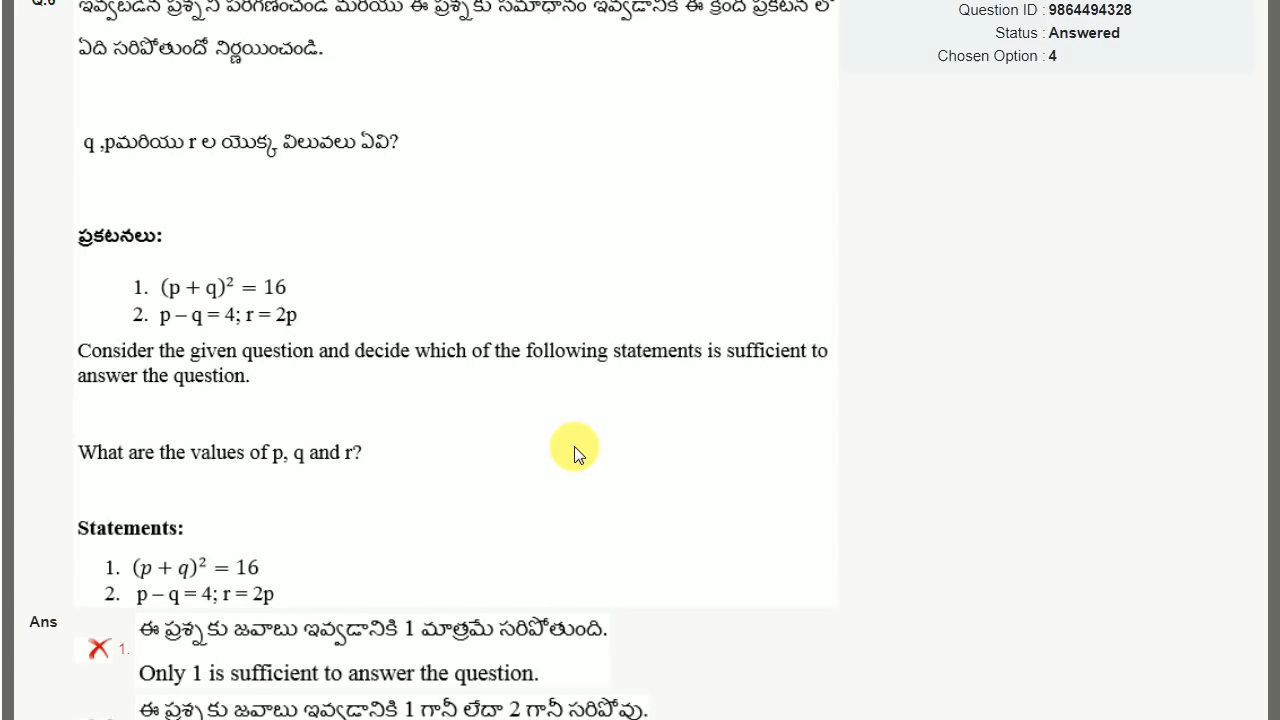 Q.6
ఇవ్వబడిన ప్రశ్నని పరిగణించండి మరియు ఈ ప్రశ్నకు సమాధానం ఇవ్వడానికి ఈ క్రింది ప్రకటన లో
ఏది సరిపోతుందో నిర్ణయించండి.
Question ID : 9864494328
Status : Answered
Chosen Option : 4
q ,pమరియు r ల యొక్క విలువలు ఏవి?
ప్రకటనలు:
1. (p + q)² = 16
2. p – q = 4; r = 2p
Consider the given question and decide which of the following statements is sufficient to
answer the question.
What are the values of p, q and r?
Statements:
1. (p + q)² = 16
2. p – q = 4; r = 2p
Ans
1.
ఈ ప్రశ్నకు జవాబు ఇవ్వడానికి 1 మాత్రమే సరిపోతుంది.
Only 1 is sufficient to answer the question.
ఈ ప్రశ్నకు జవాబు ఇవ్వడానికి 1 గానీ లేదా 2 గానీ సరిపోవు.